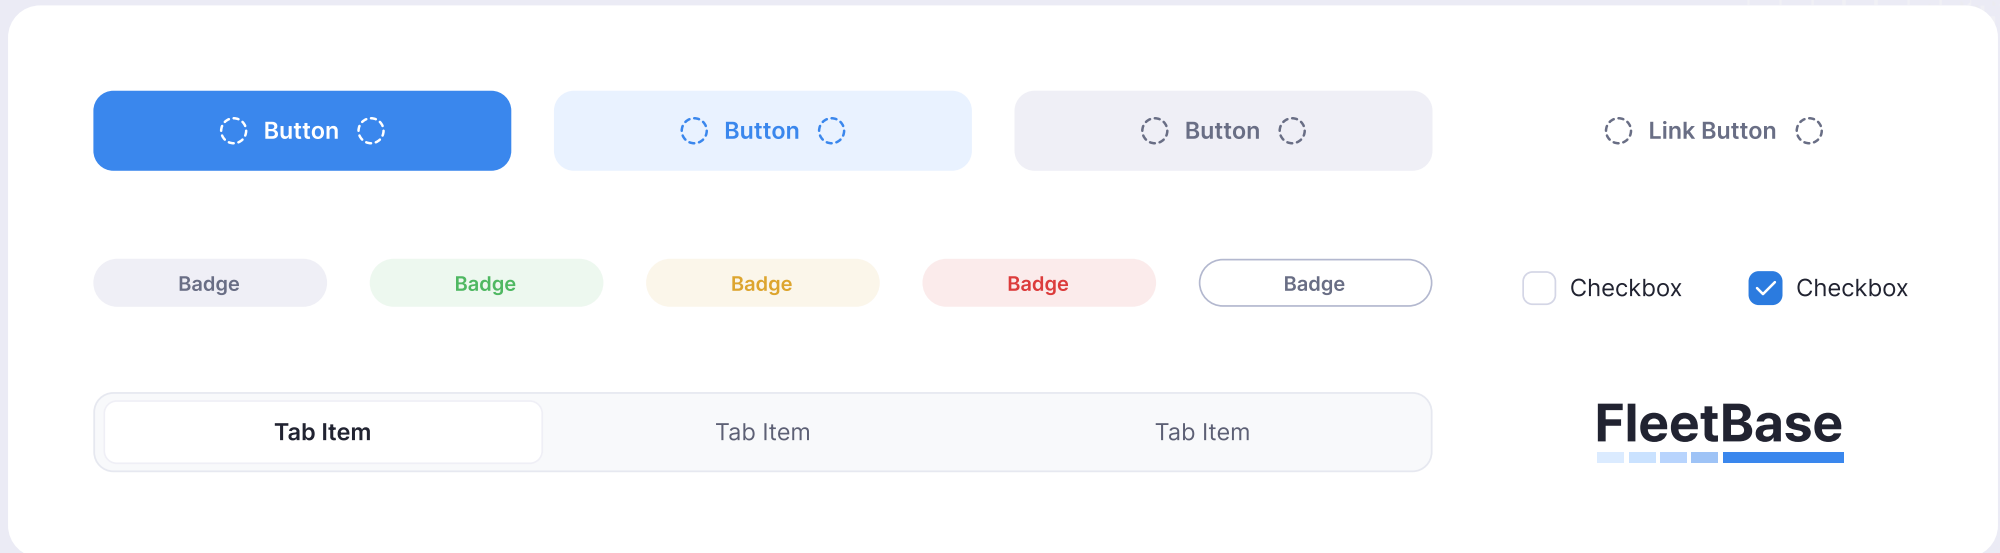 Button
Button
Button
Link Button
Badge
Badge
Badge
Badge
Badge
Checkbox
Checkbox
Tab Item
Tab Item
Tab Item
FleetBase